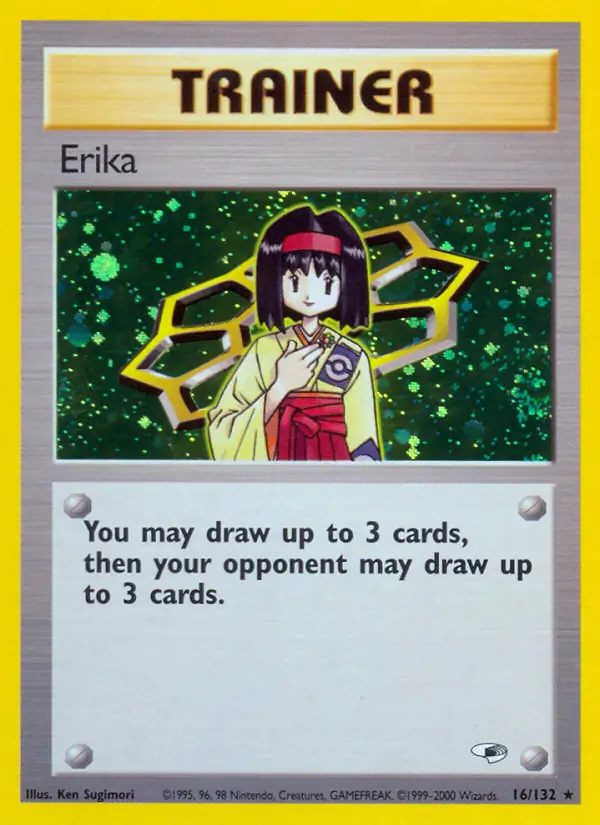 TRAINER
Erika
You may draw up to 3 cards,
then your opponent may draw up
to 3 cards.
Illus. Ken Sugimori ©1995, 96, 98 Nintendo, Creatures, GAMEFREAK. ©1999-2000 Wizards. 16/132 ★